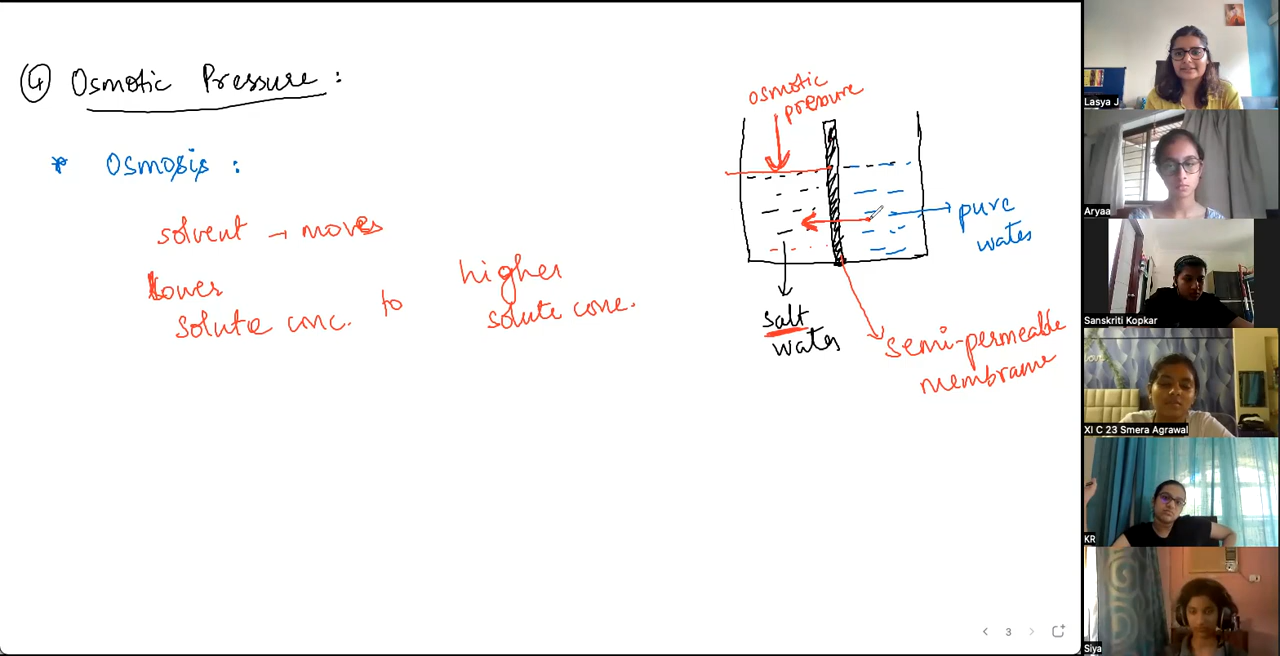 ④ Osmotic Pressure :
* Osmosis :
solvent → moves
lower
solute conc. to higher
solute conc.
osmotic
pressure
pure
water
salt
water
semi-permeable
membrane
3
Lasya J
Aryaa
Sanskriti Kopkar
XI C 23 Smera Agrawal
KR
Siya